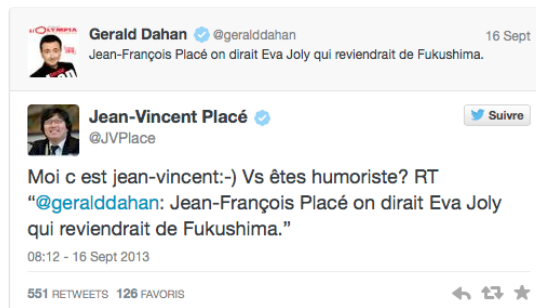 L'OLYMPIA
Gerald Dahan @geralddahan 16 Sept
Jean-François Placé on dirait Eva Joly qui reviendrait de Fukushima.
Jean-Vincent Placé Suivre
@JVPlace
Moi c est jean-vincent:-) Vs êtes humoriste? RT
“@geralddahan: Jean-François Placé on dirait Eva Joly
qui reviendrait de Fukushima.”
08:12 - 16 Sept 2013
551 RETWEETS 126 FAVORIS